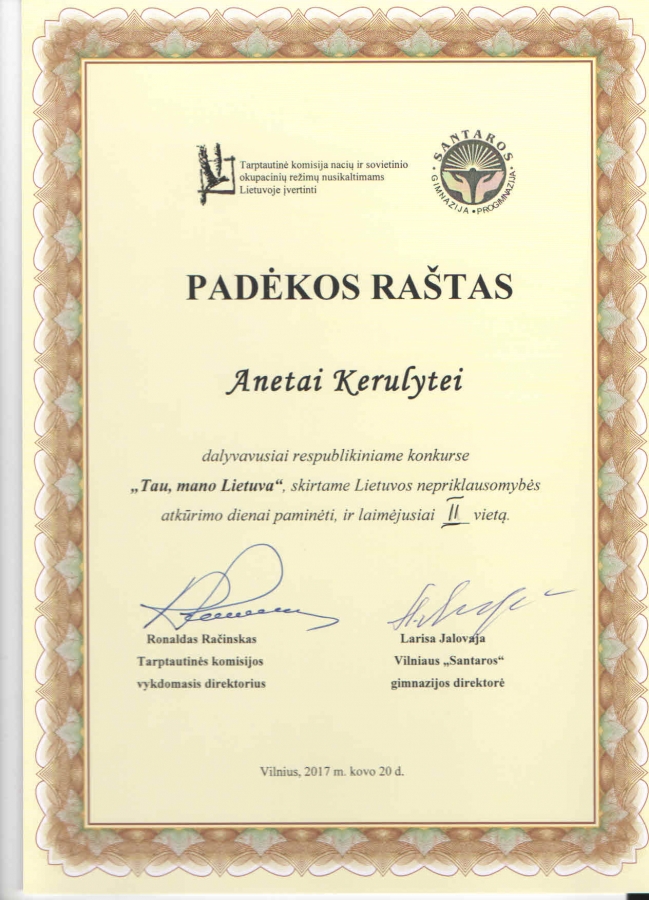 Tarptautinė komisija nacių ir sovietinio
okupacinių režimų nusikaltimams
Lietuvoje įvertinti
SANTAROS
GIMNAZIJA • PROGIMNAZIJA
PADĖKOS RAŠTAS
Anetai Kerulytei
dalyvavusiai respublikiniame konkurse
„Tau, mano Lietuva“, skirtame Lietuvos nepriklausomybės
atkūrimo dienai paminėti, ir laimėjusiai II vietą.
Ronaldas Račinskas
Tarptautinės komisijos
vykdomasis direktorius
Larisa Jalovaja
Vilniaus „Santaros“
gimnazijos direktorė
Vilnius, 2017 m. kovo 20 d.